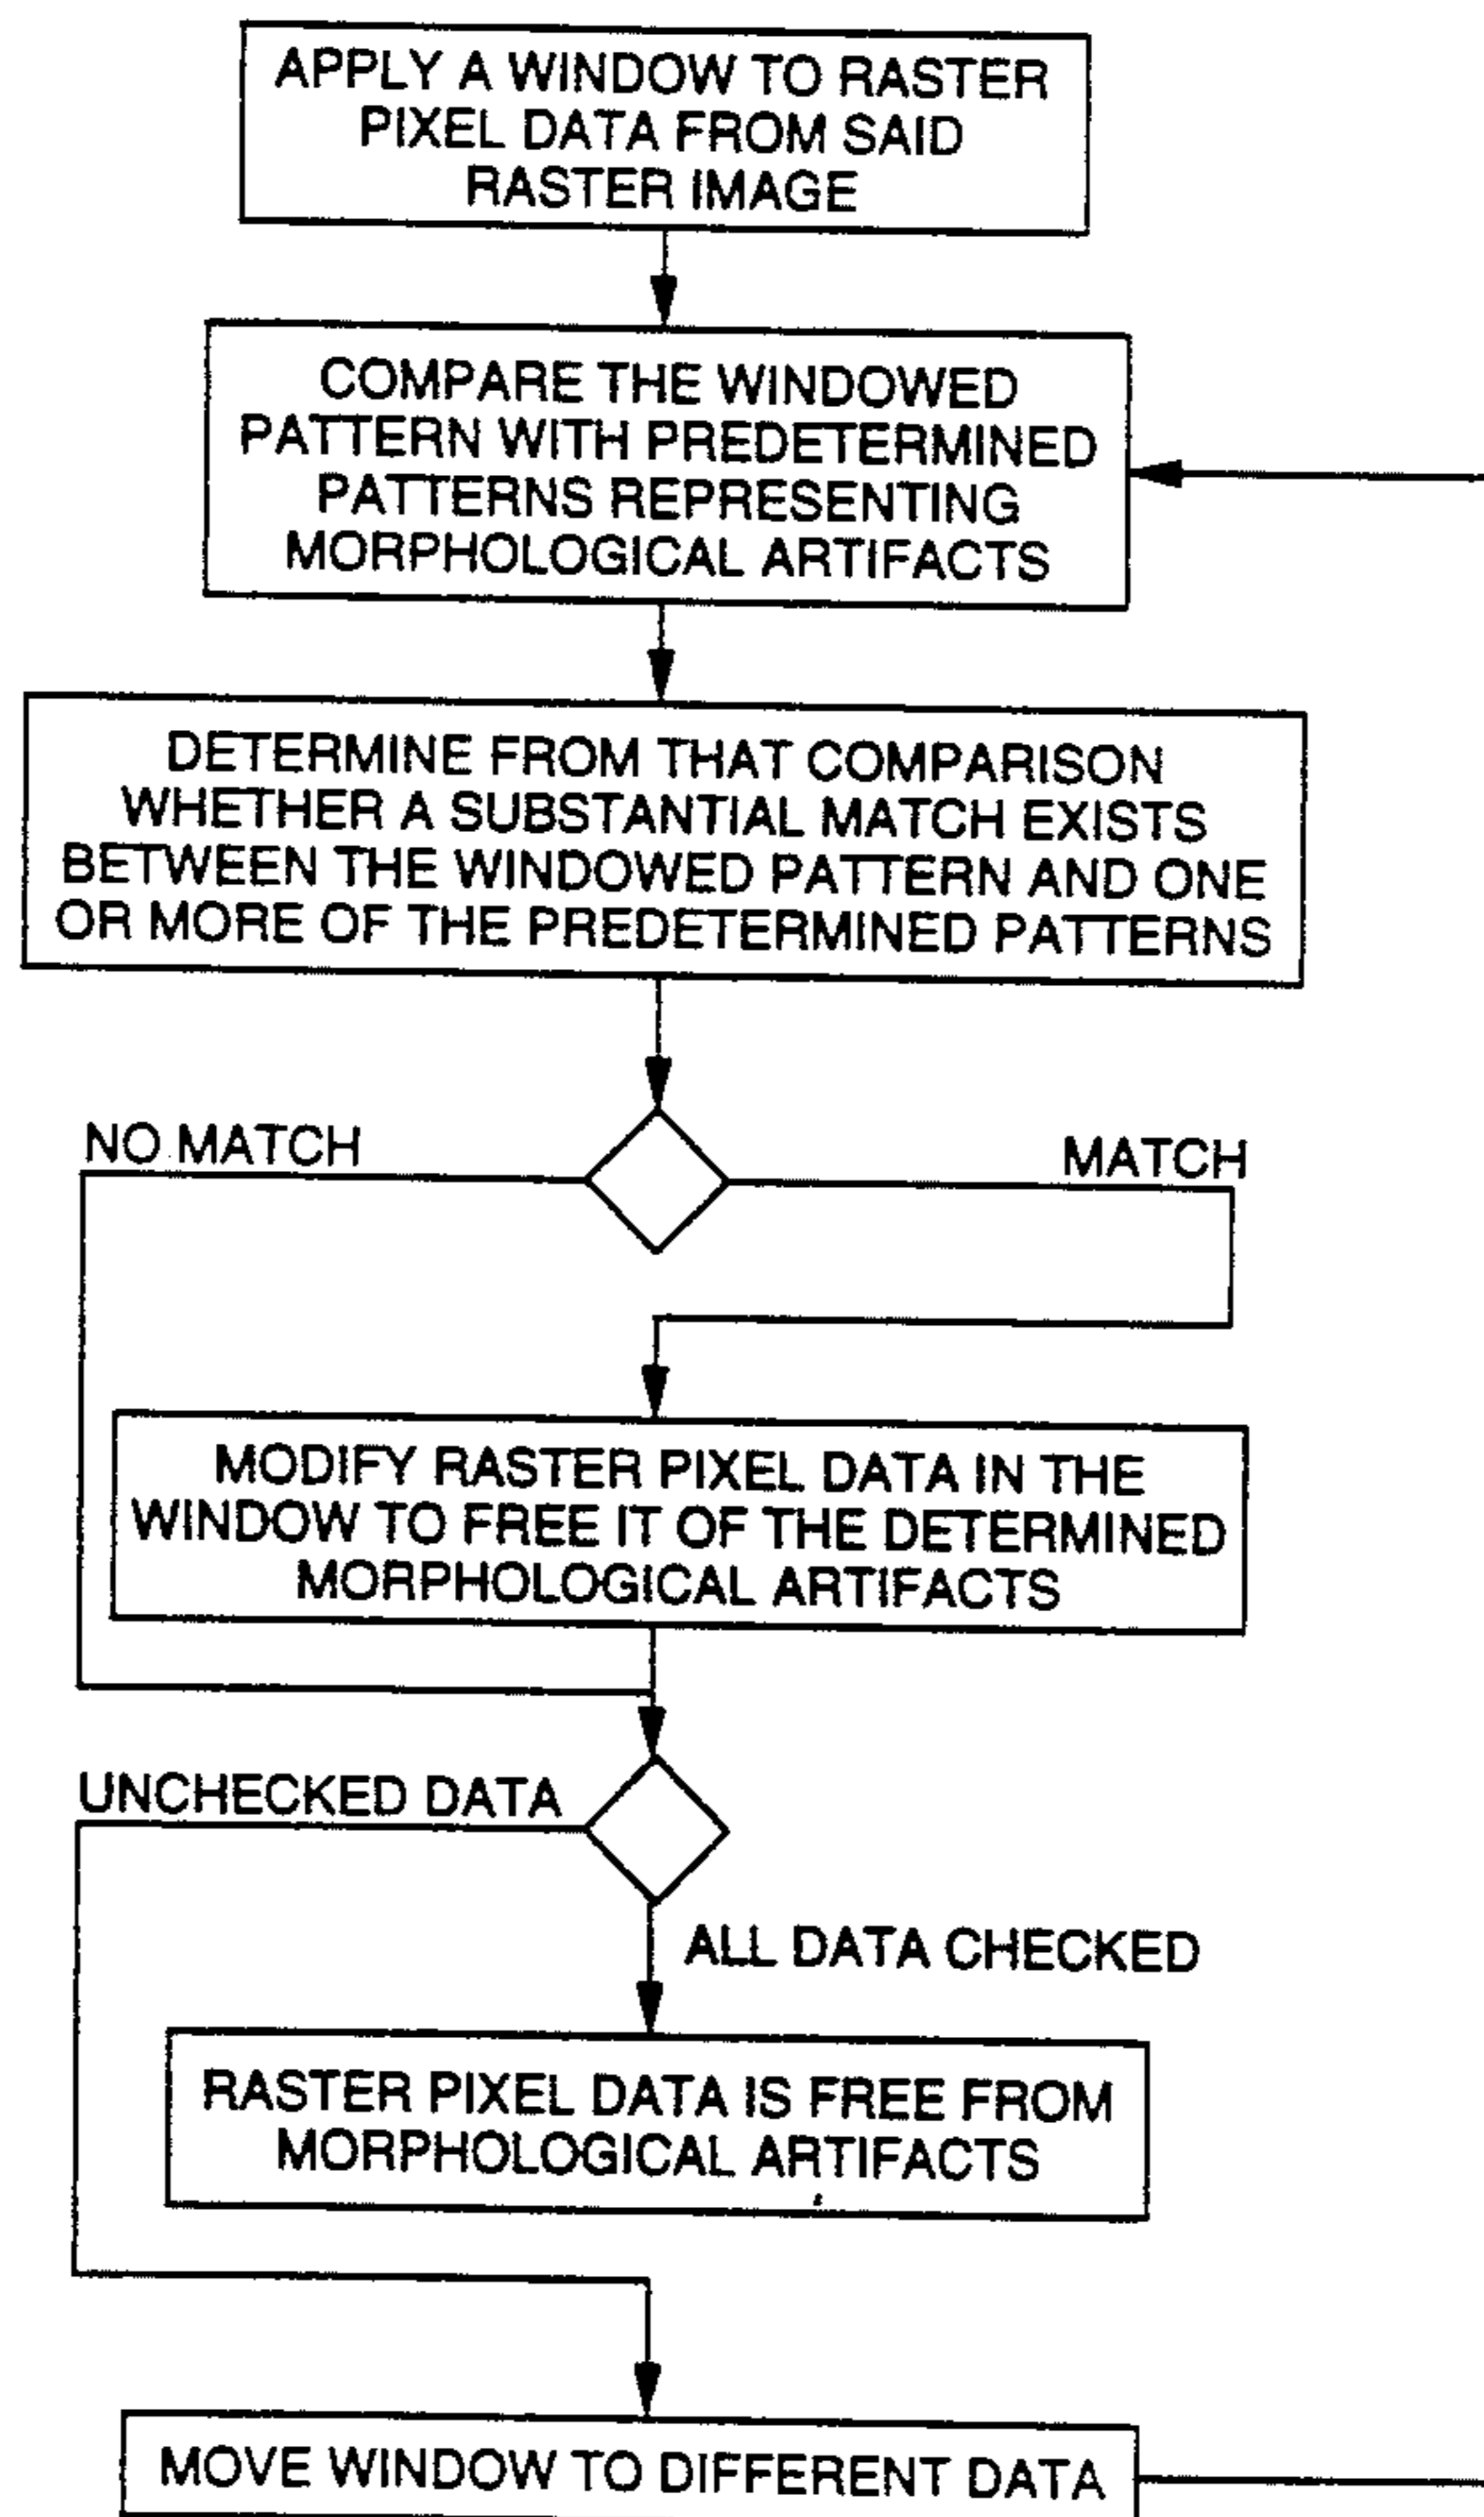 APPLY A WINDOW TO RASTER
PIXEL DATA FROM SAID
RASTER IMAGE
COMPARE THE WINDOWED
PATTERN WITH PREDETERMINED
PATTERNS REPRESENTING
MORPHOLOGICAL ARTIFACTS
DETERMINE FROM THAT COMPARISON
WHETHER A SUBSTANTIAL MATCH EXISTS
BETWEEN THE WINDOWED PATTERN AND ONE
OR MORE OF THE PREDETERMINED PATTERNS
NO MATCH
MATCH
MODIFY RASTER PIXEL DATA IN THE
WINDOW TO FREE IT OF THE DETERMINED
MORPHOLOGICAL ARTIFACTS
UNCHECKED DATA
ALL DATA CHECKED
RASTER PIXEL DATA IS FREE FROM
MORPHOLOGICAL ARTIFACTS
MOVE WINDOW TO DIFFERENT DATA